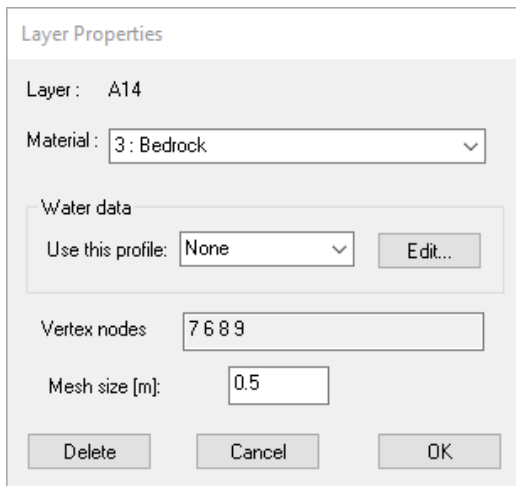 Layer Properties
Layer : A14
Material : 3 : Bedrock
Water data
Use this profile: None Edit...
Vertex nodes 7 6 8 9
Mesh size [m]: 0.5
Delete Cancel OK